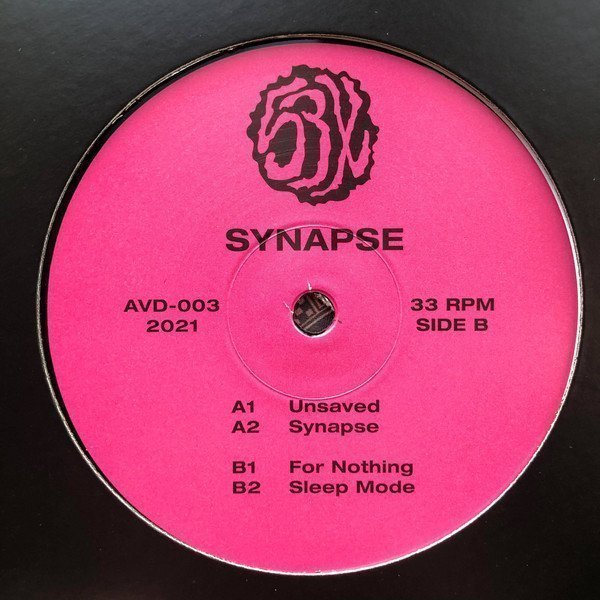 SYNAPSE
AVD-003
2021
33 RPM
SIDE B
A1 Unsaved
A2 Synapse
B1 For Nothing
B2 Sleep Mode